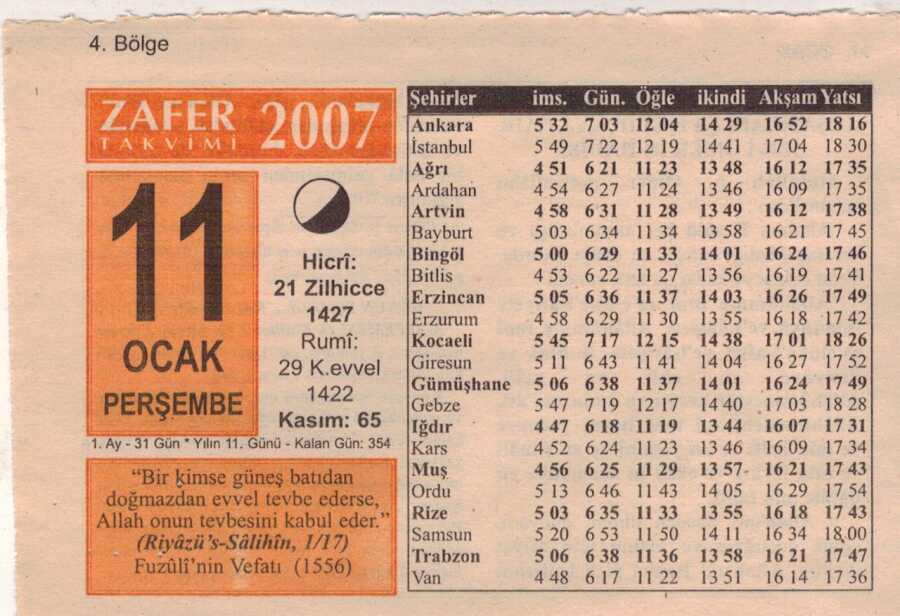 4. Bölge
ZAFER
TAKVİMİ
2007
11
OCAK
PERŞEMBE
Hicrî:
21 Zilhicce
1427
Rumî:
29 K.evvel
1422
Kasım: 65
1. Ay - 31 Gün * Yılın 11. Günü - Kalan Gün: 354
“Bir kimse güneş batıdan
doğmazdan evvel tevbe ederse,
Allah onun tevbesini kabul eder.”
(Riyâzü's-Sâlihîn, 1/17)
Fuzûlî'nin Vefatı (1556)
Şehirler ims. Gün. Öğle ikindi Akşam Yatsı
Ankara 5 32 7 03 12 04 14 29 16 52 18 16
İstanbul 5 49 7 22 12 19 14 41 17 04 18 30
Ağrı 4 51 6 21 11 23 13 48 16 12 17 35
Ardahan 4 54 6 27 11 24 13 46 16 09 17 35
Artvin 4 58 6 31 11 28 13 49 16 12 17 38
Bayburt 5 03 6 34 11 34 13 58 16 21 17 45
Bingöl 5 00 6 29 11 33 14 01 16 24 17 46
Bitlis 4 53 6 22 11 27 13 56 16 19 17 41
Erzincan 5 05 6 36 11 37 14 03 16 26 17 49
Erzurum 4 58 6 29 11 30 13 55 16 18 17 42
Kocaeli 5 45 7 17 12 15 14 38 17 01 18 26
Giresun 5 11 6 43 11 41 14 04 16 27 17 52
Gümüşhane 5 06 6 38 11 37 14 01 16 24 17 49
Gebze 5 47 7 19 12 17 14 40 17 03 18 28
Iğdır 4 47 6 18 11 19 13 44 16 07 17 31
Kars 4 52 6 24 11 23 13 46 16 09 17 34
Muş 4 56 6 25 11 29 13 57 16 21 17 43
Ordu 5 13 6 46 11 43 14 05 16 29 17 54
Rize 5 03 6 35 11 33 13 55 16 18 17 43
Samsun 5 20 6 53 11 50 14 11 16 34 18 00
Trabzon 5 06 6 38 11 36 13 58 16 21 17 47
Van 4 48 6 17 11 22 13 51 16 14 17 36